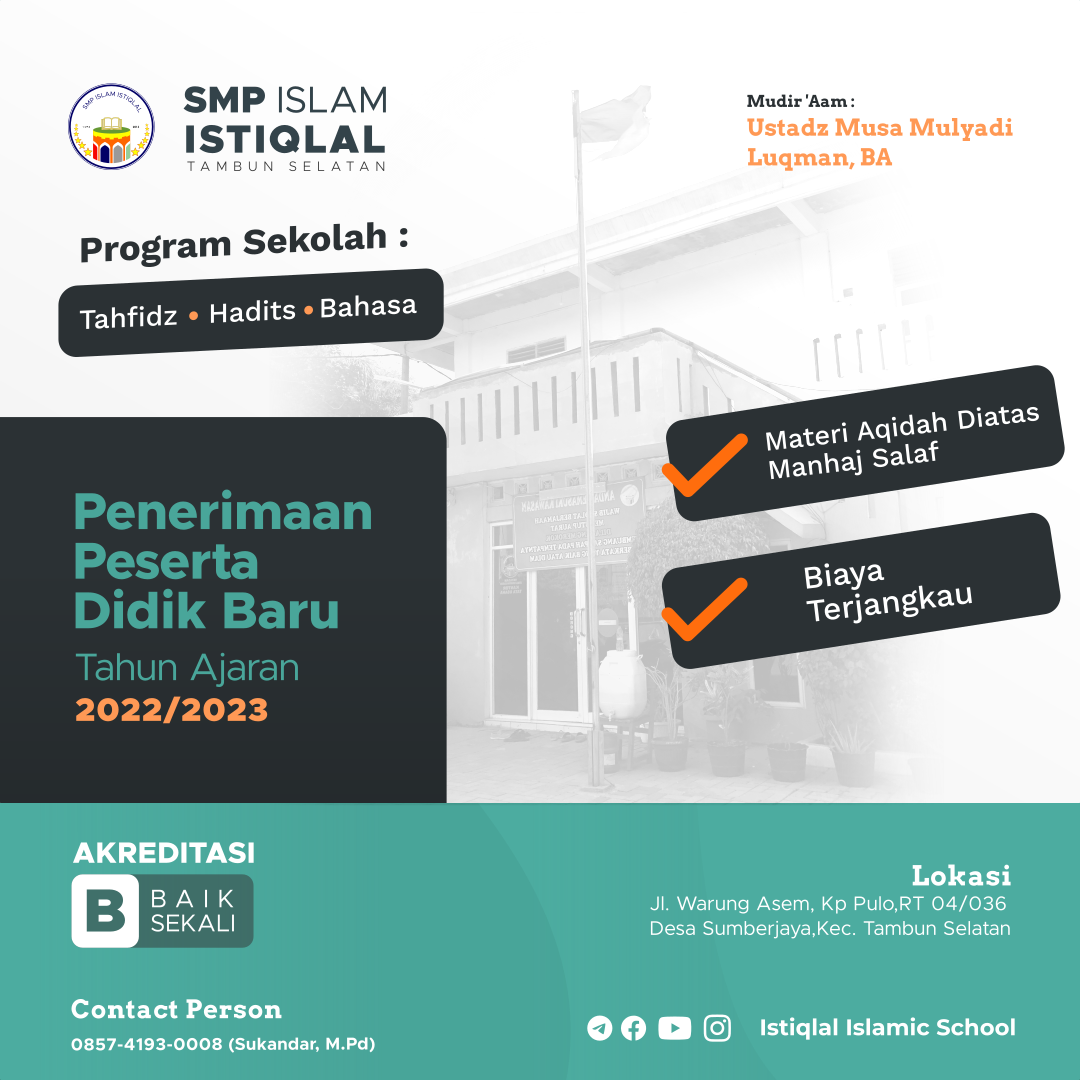 SMP ISLAM ISTIQLAL
SMP ISLAM
ISTIQLAL
TAMBUN SELATAN
Mudir 'Aam :
Ustadz Musa Mulyadi
Luqman, BA
Program Sekolah :
Tahfidz • Hadits • Bahasa
Materi Aqidah Diatas
Manhaj Salaf
Biaya
Terjangkau
Penerimaan
Peserta
Didik Baru
Tahun Ajaran
2022/2023
AKREDITASI
B BAIK
SEKALI
Lokasi
Jl. Warung Asem, Kp Pulo,RT 04/036
Desa Sumberjaya,Kec. Tambun Selatan
Contact Person
0857-4193-0008 (Sukandar, M.Pd)
Istiqlal Islamic School